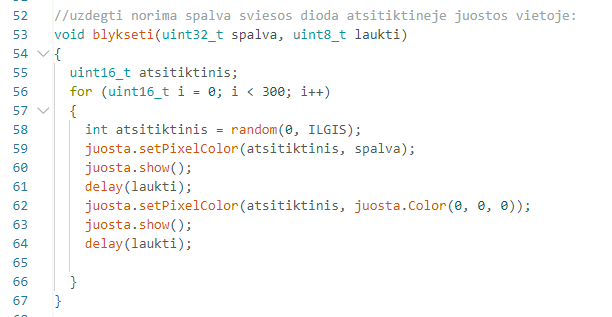 52 //uzdegti norima spalva sviesos dioda atsitiktineje juostos vietoje:
53 void blykseti(uint32_t spalva, uint8_t laukti)
54 {
55 uint16_t atsitiktinis;
56 for (uint16_t i = 0; i < 300; i++)
57 {
58 int atsitiktinis = random(0, ILGIS);
59 juosta.setPixelColor(atsitiktinis, spalva);
60 juosta.show();
61 delay(laukti);
62 juosta.setPixelColor(atsitiktinis, juosta.Color(0, 0, 0));
63 juosta.show();
64 delay(laukti);
65
66 }
67 }